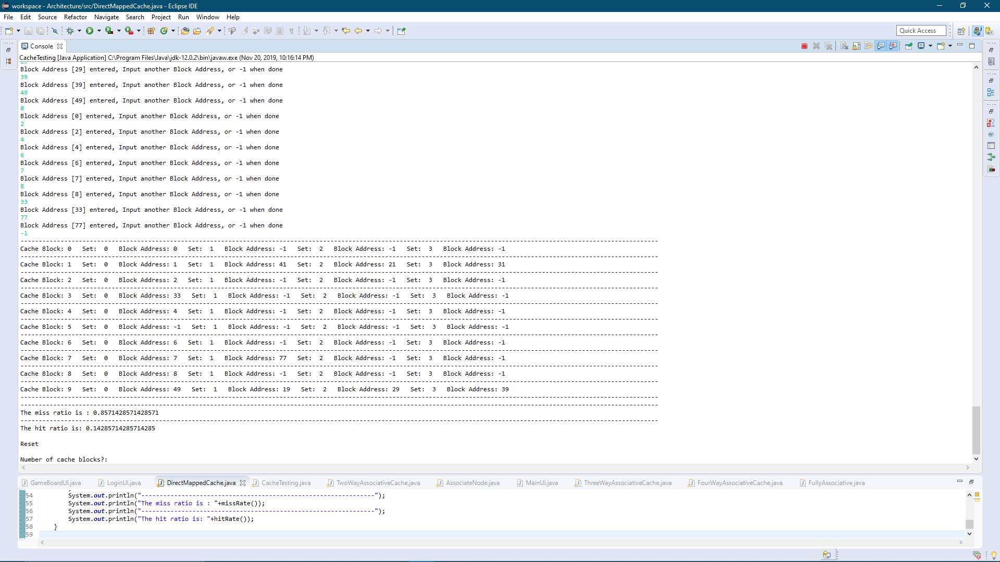 workspace - Architecture/src/DirectMappedCache.java - Eclipse IDE
File Edit Source Refactor Navigate Search Project Run Window Help
Quick Access
Console
CacheTesting [Java Application] C:\Program Files\Java\jdk-12.0.2\bin\javaw.exe (Nov 20, 2019, 10:16:14 PM)
Block Address [29] entered, Input another Block Address, or -1 when done
39
Block Address [39] entered, Input another Block Address, or -1 when done
49
Block Address [49] entered, Input another Block Address, or -1 when done
0
Block Address [0] entered, Input another Block Address, or -1 when done
2
Block Address [2] entered, Input another Block Address, or -1 when done
4
Block Address [4] entered, Input another Block Address, or -1 when done
6
Block Address [6] entered, Input another Block Address, or -1 when done
7
Block Address [7] entered, Input another Block Address, or -1 when done
8
Block Address [8] entered, Input another Block Address, or -1 when done
33
Block Address [33] entered, Input another Block Address, or -1 when done
77
Block Address [77] entered, Input another Block Address, or -1 when done
-1
Cache Block: 0 Set: 0 Block Address: 0 Set: 1 Block Address: -1 Set: 2 Block Address: -1 Set: 3 Block Address: -1
Cache Block: 1 Set: 0 Block Address: 1 Set: 1 Block Address: 41 Set: 2 Block Address: 21 Set: 3 Block Address: 31
Cache Block: 2 Set: 0 Block Address: 2 Set: 1 Block Address: -1 Set: 2 Block Address: -1 Set: 3 Block Address: -1
Cache Block: 3 Set: 0 Block Address: 33 Set: 1 Block Address: -1 Set: 2 Block Address: -1 Set: 3 Block Address: -1
Cache Block: 4 Set: 0 Block Address: 4 Set: 1 Block Address: -1 Set: 2 Block Address: -1 Set: 3 Block Address: -1
Cache Block: 5 Set: 0 Block Address: -1 Set: 1 Block Address: -1 Set: 2 Block Address: -1 Set: 3 Block Address: -1
Cache Block: 6 Set: 0 Block Address: 6 Set: 1 Block Address: -1 Set: 2 Block Address: -1 Set: 3 Block Address: -1
Cache Block: 7 Set: 0 Block Address: 7 Set: 1 Block Address: 77 Set: 2 Block Address: -1 Set: 3 Block Address: -1
Cache Block: 8 Set: 0 Block Address: 8 Set: 1 Block Address: -1 Set: 2 Block Address: -1 Set: 3 Block Address: -1
Cache Block: 9 Set: 0 Block Address: 49 Set: 1 Block Address: 19 Set: 2 Block Address: 29 Set: 3 Block Address: 39
The miss ratio is : 0.8571428571428571
The hit ratio is: 0.14285714285714285
Reset
Number of cache blocks?:
GameBoardUI.java LoginUI.java DirectMappedCache.java CacheTesting.java TwoWayAssociativeCache.java AssociateNode.java MainUI.java ThreeWayAssociativeCache.java FourWayAssociativeCache.java FullyAssociative.java
54 System.out.println("----------------------------------------------------------------");
55 System.out.println("The miss ratio is : "+missRate());
56 System.out.println("----------------------------------------------------------------");
57 System.out.println("The hit ratio is: "+hitRate());
58 }
59